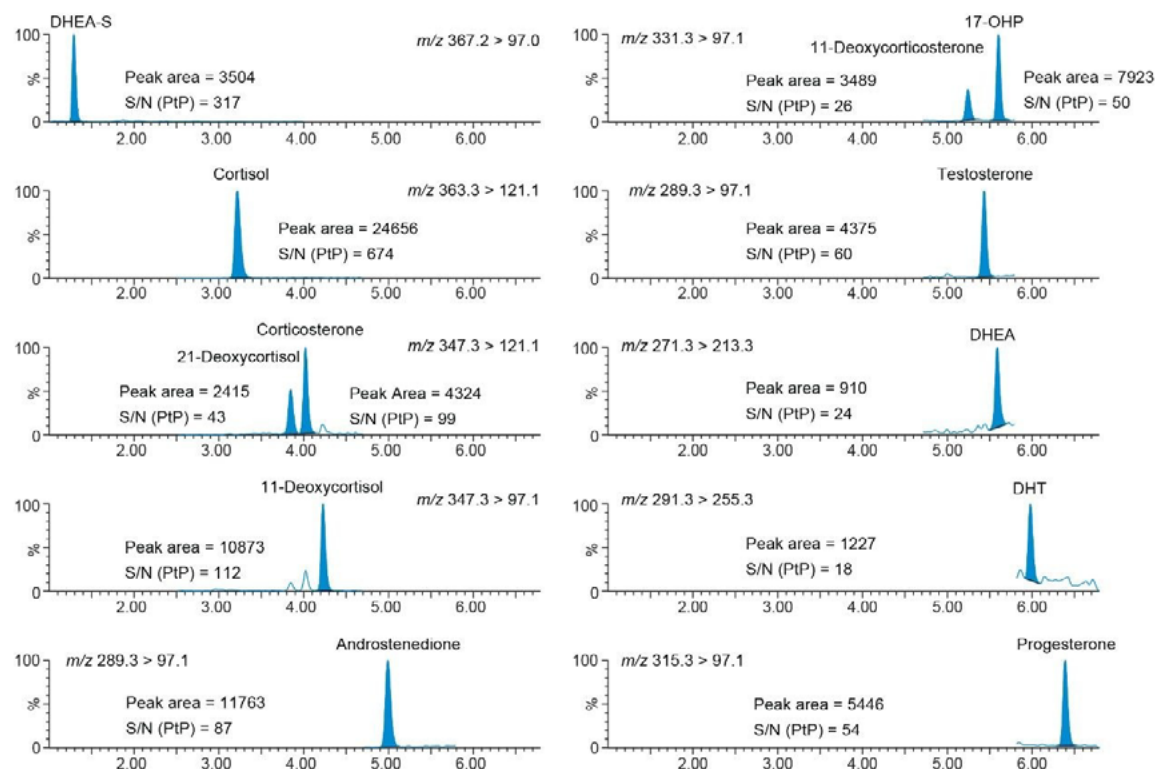 DHEA-S
m/z 367.2 > 97.0
100
%
0
Peak area = 3504
S/N (PtP) = 317
2.00 3.00 4.00 5.00 6.00
Cortisol
m/z 363.3 > 121.1
100
%
0
Peak area = 24656
S/N (PtP) = 674
2.00 3.00 4.00 5.00 6.00
Corticosterone
m/z 347.3 > 121.1
21-Deoxycortisol
100
%
0
Peak area = 2415
S/N (PtP) = 43
Peak Area = 4324
S/N (PtP) = 99
2.00 3.00 4.00 5.00 6.00
11-Deoxycortisol
m/z 347.3 > 97.1
100
%
0
Peak area = 10873
S/N (PtP) = 112
2.00 3.00 4.00 5.00 6.00
Androstenedione
m/z 289.3 > 97.1
100
%
0
Peak area = 11763
S/N (PtP) = 87
2.00 3.00 4.00 5.00 6.00
17-OHP
m/z 331.3 > 97.1
11-Deoxycorticosterone
100
%
0
Peak area = 3489
S/N (PtP) = 26
Peak area = 7923
S/N (PtP) = 50
2.00 3.00 4.00 5.00 6.00
Testosterone
m/z 289.3 > 97.1
100
%
0
Peak area = 4375
S/N (PtP) = 60
2.00 3.00 4.00 5.00 6.00
DHEA
m/z 271.3 > 213.3
100
%
0
Peak area = 910
S/N (PtP) = 24
2.00 3.00 4.00 5.00 6.00
DHT
m/z 291.3 > 255.3
100
%
0
Peak area = 1227
S/N (PtP) = 18
2.00 3.00 4.00 5.00 6.00
Progesterone
m/z 315.3 > 97.1
100
%
0
Peak area = 5446
S/N (PtP) = 54
2.00 3.00 4.00 5.00 6.00